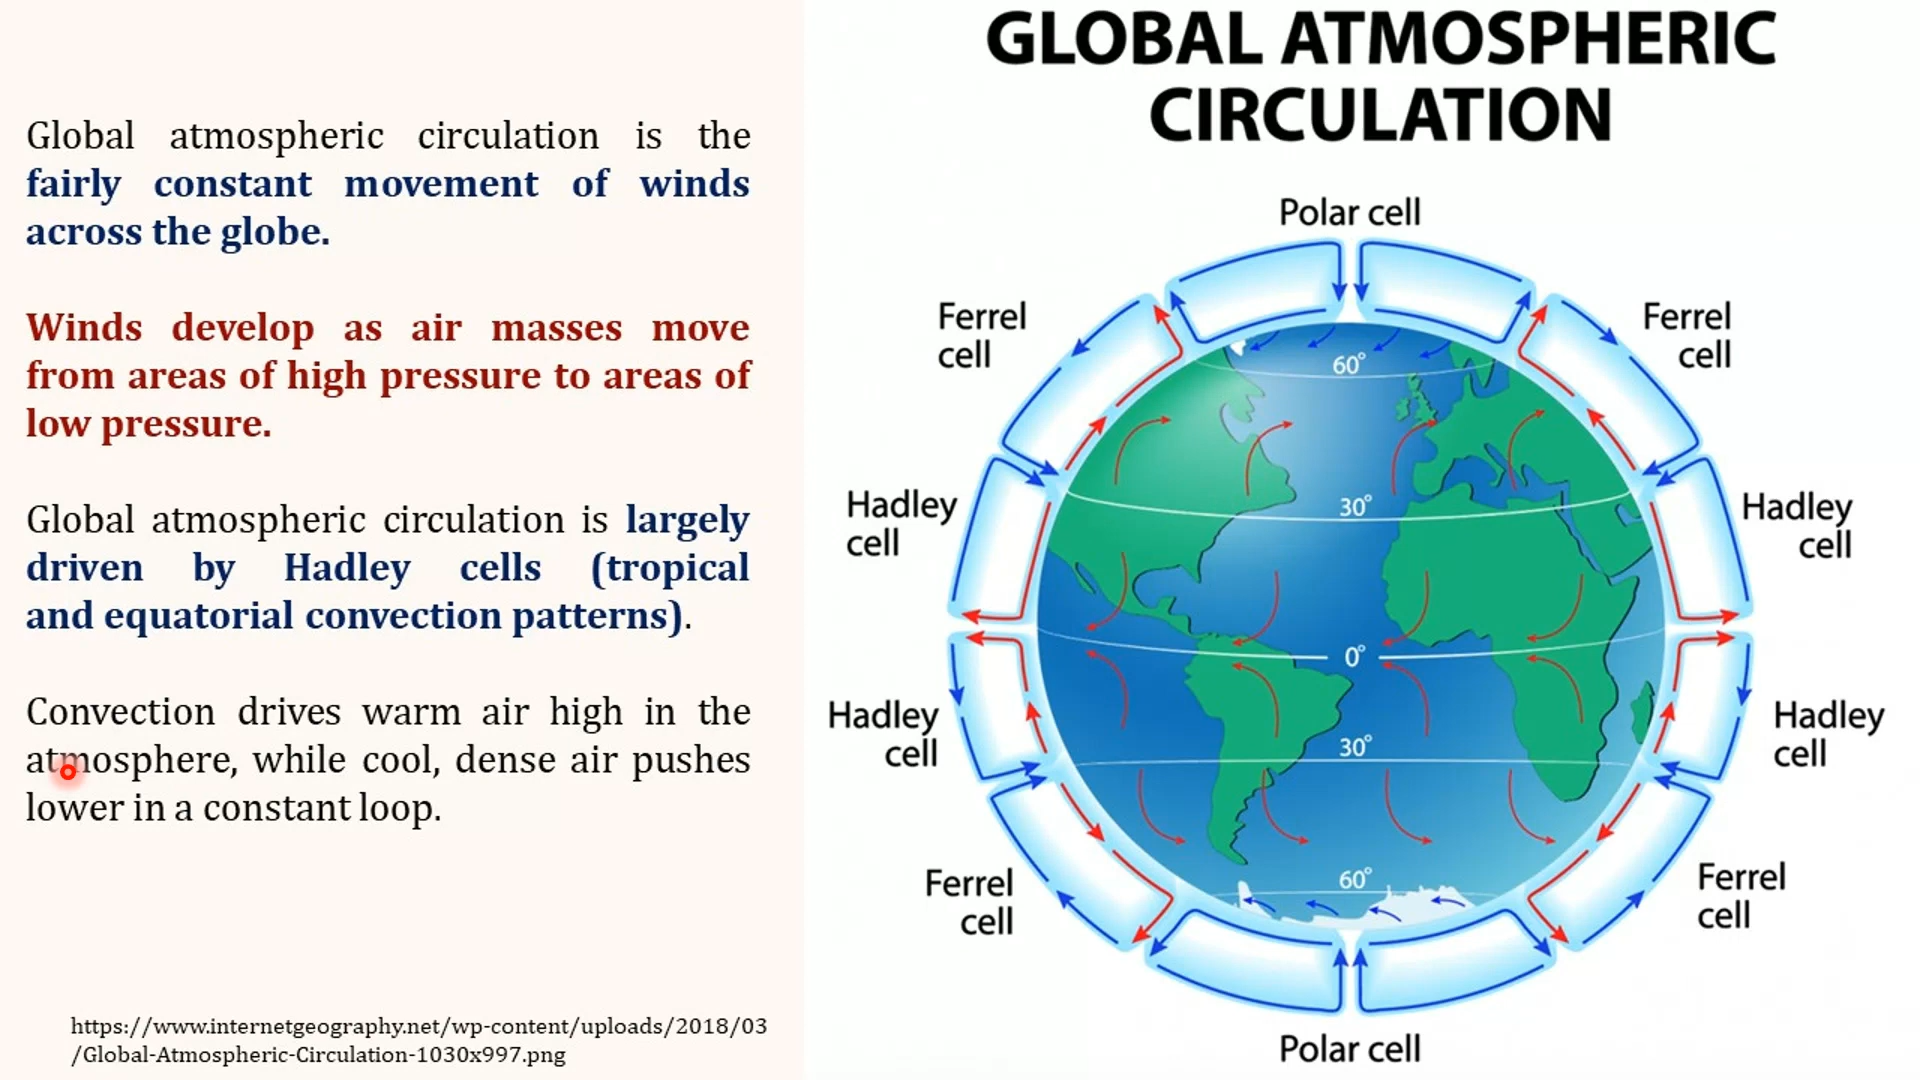 Global atmospheric circulation is the
fairly constant movement of winds
across the globe.
Winds develop as air masses move
from areas of high pressure to areas of
low pressure.
Global atmospheric circulation is largely
driven by Hadley cells (tropical
and equatorial convection patterns).
Convection drives warm air high in the
atmosphere, while cool, dense air pushes
lower in a constant loop.
https://www.internetgeography.net/wp-content/uploads/2018/03
/Global-Atmospheric-Circulation-1030x997.png
GLOBAL ATMOSPHERIC
CIRCULATION
Polar cell
Ferrel
cell
Ferrel
cell
60°
Hadley
cell
30°
Hadley
cell
0°
Hadley
cell
30°
Hadley
cell
Ferrel
cell
60°
Ferrel
cell
Polar cell